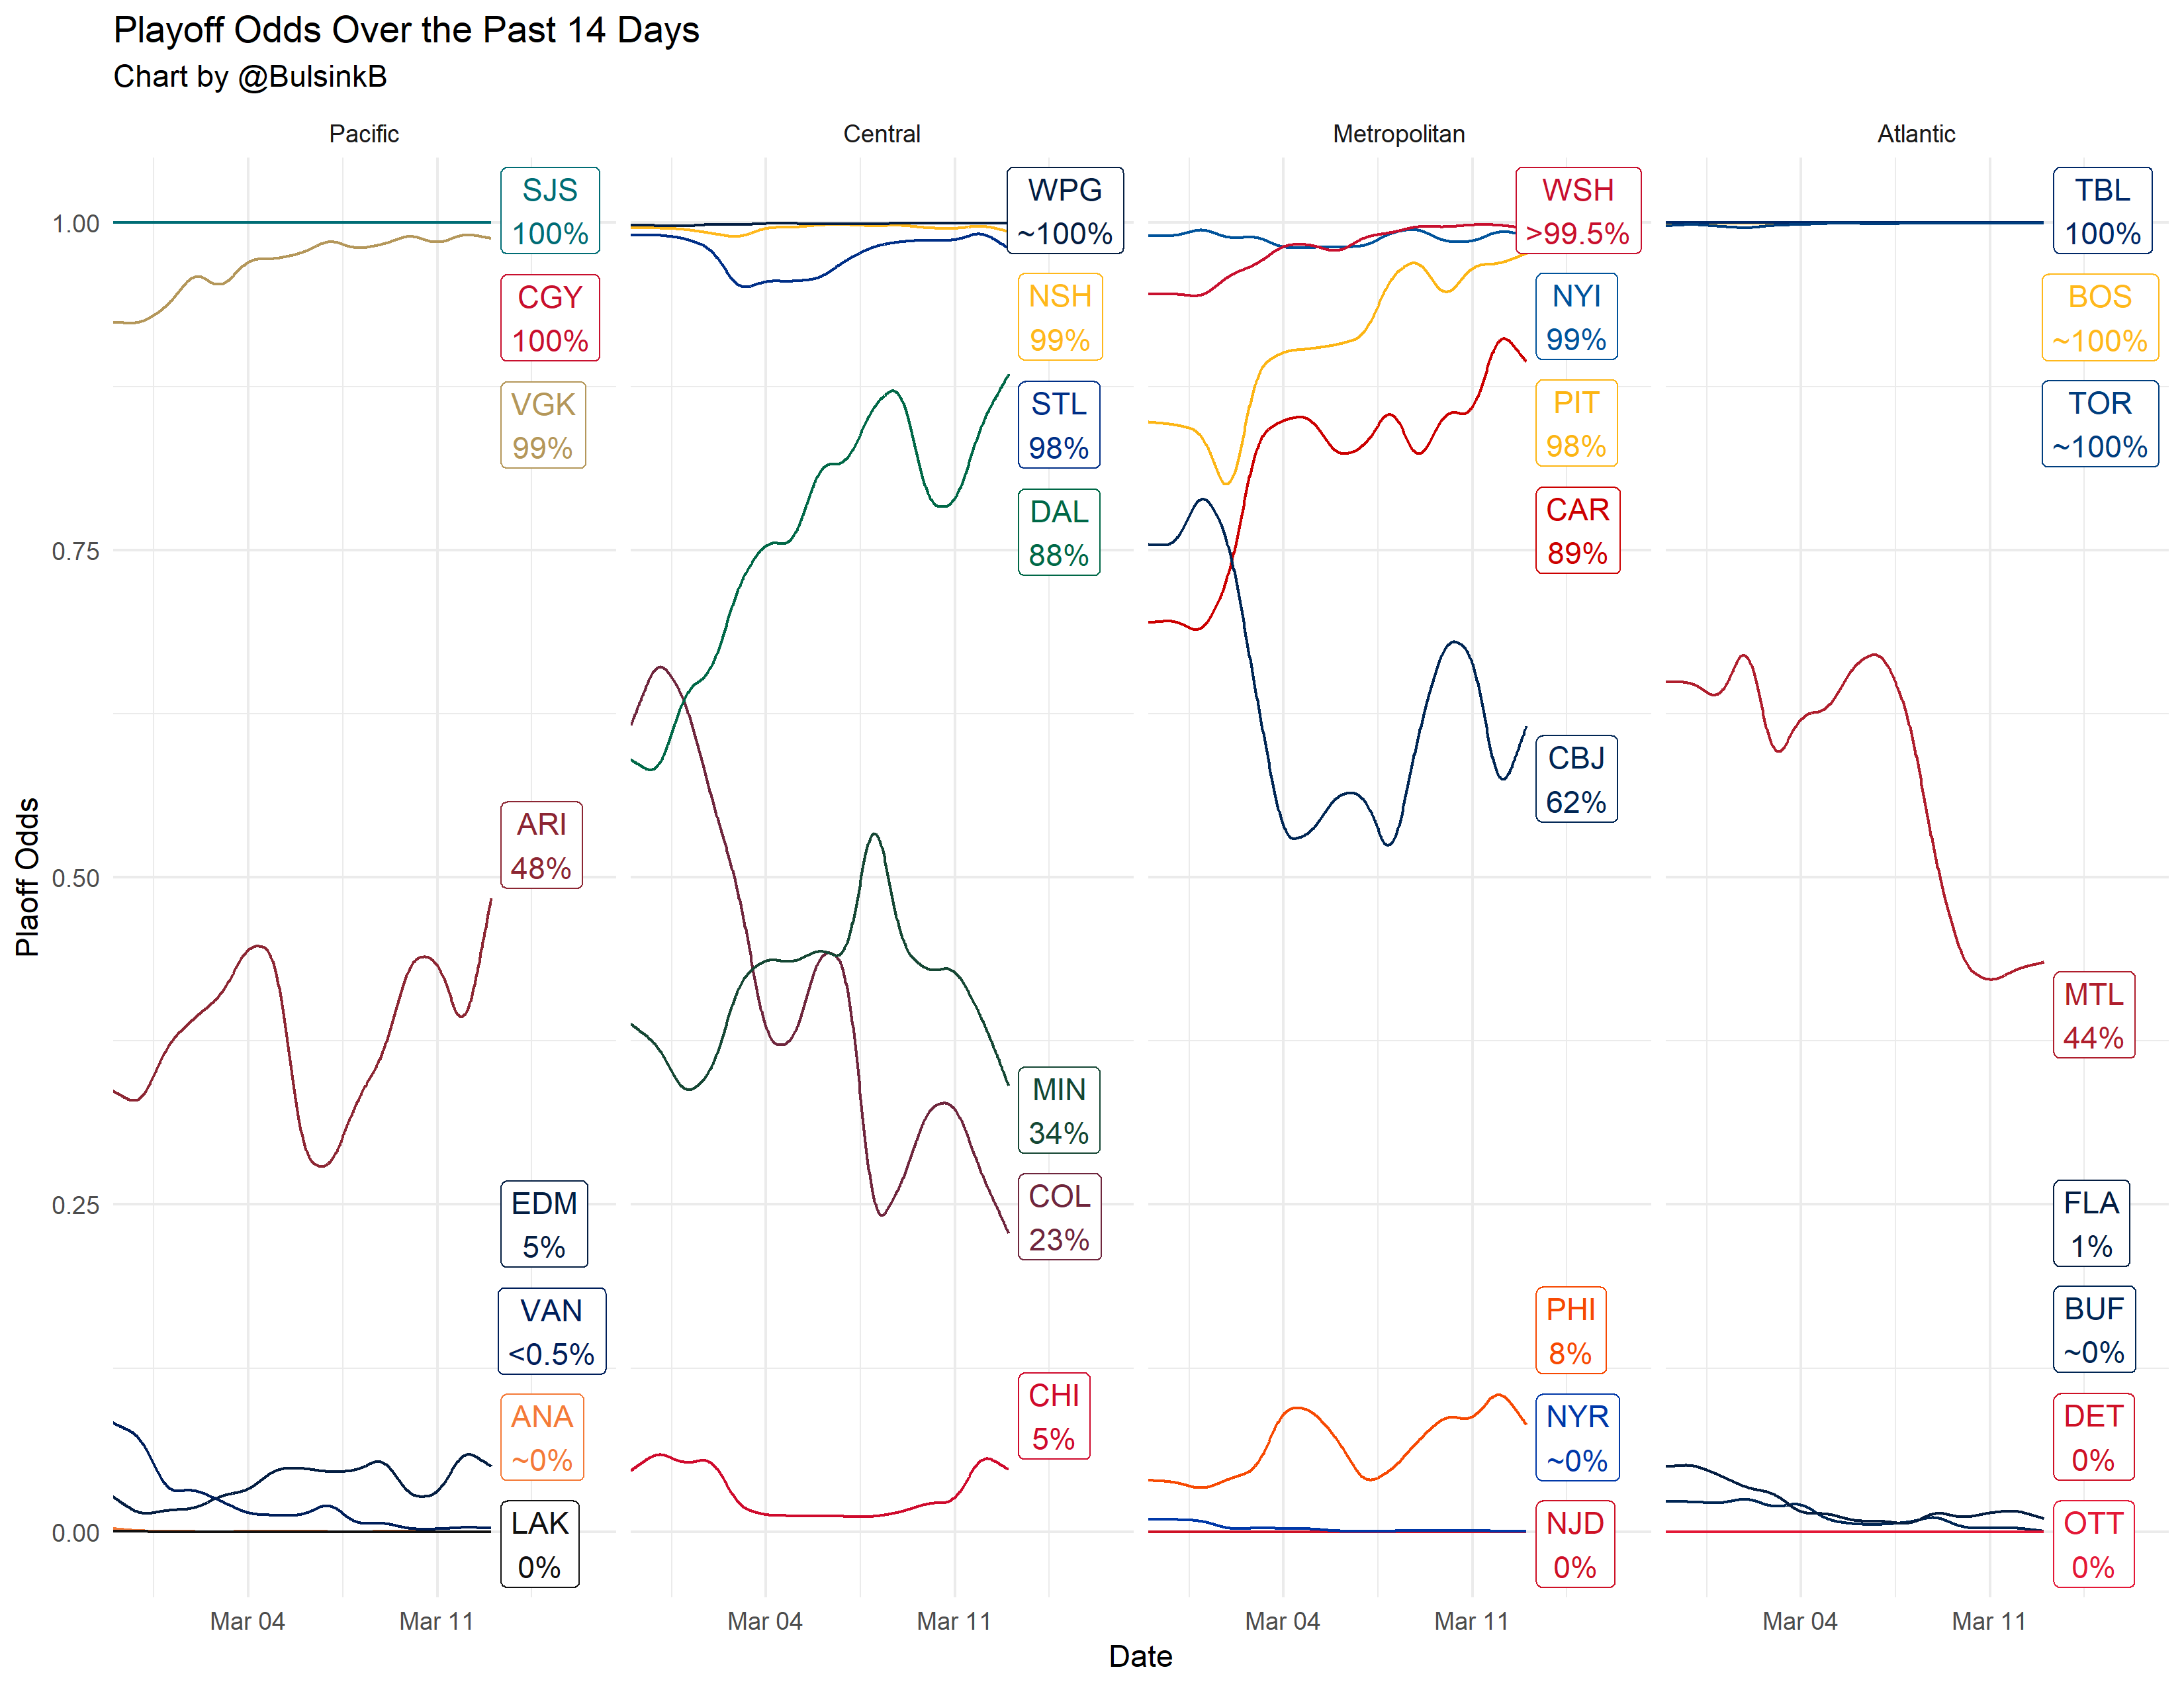 Playoff Odds Over the Past 14 Days
Chart by @BulsinkB
Pacific
Central
Metropolitan
Atlantic
Plaoff Odds
1.00
0.75
0.50
0.25
0.00
SJS
100%
CGY
100%
VGK
99%
ARI
48%
EDM
5%
VAN
<0.5%
ANA
~0%
LAK
0%
WPG
~100%
NSH
99%
STL
98%
DAL
88%
MIN
34%
COL
23%
CHI
5%
WSH
>99.5%
NYI
99%
PIT
98%
CAR
89%
CBJ
62%
PHI
8%
NYR
~0%
NJD
0%
TBL
100%
BOS
~100%
TOR
~100%
MTL
44%
FLA
1%
BUF
~0%
DET
0%
OTT
0%
Mar 04
Mar 11
Mar 04
Mar 11
Mar 04
Mar 11
Mar 04
Mar 11
Date